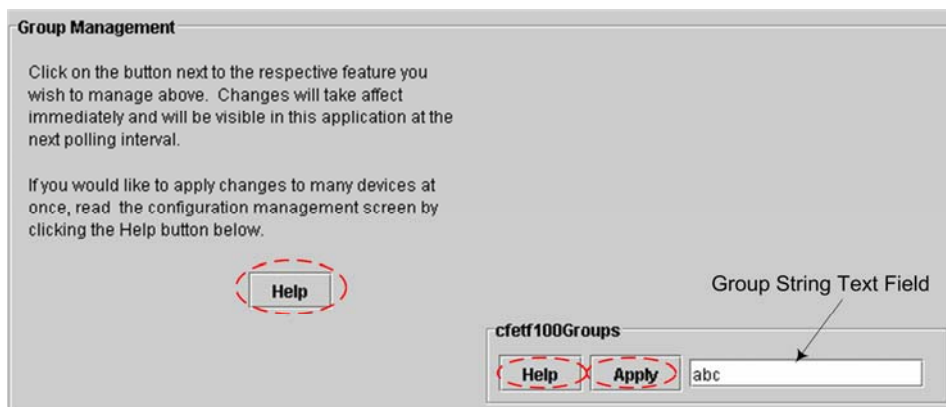 Group Management
Click on the button next to the respective feature you
wish to manage above. Changes will take affect
immediately and will be visible in this application at the
next polling interval.
If you would like to apply changes to many devices at
once, read the configuration management screen by
clicking the Help button below.
Help
Group String Text Field
cfetf100Groups
Help
Apply
abc